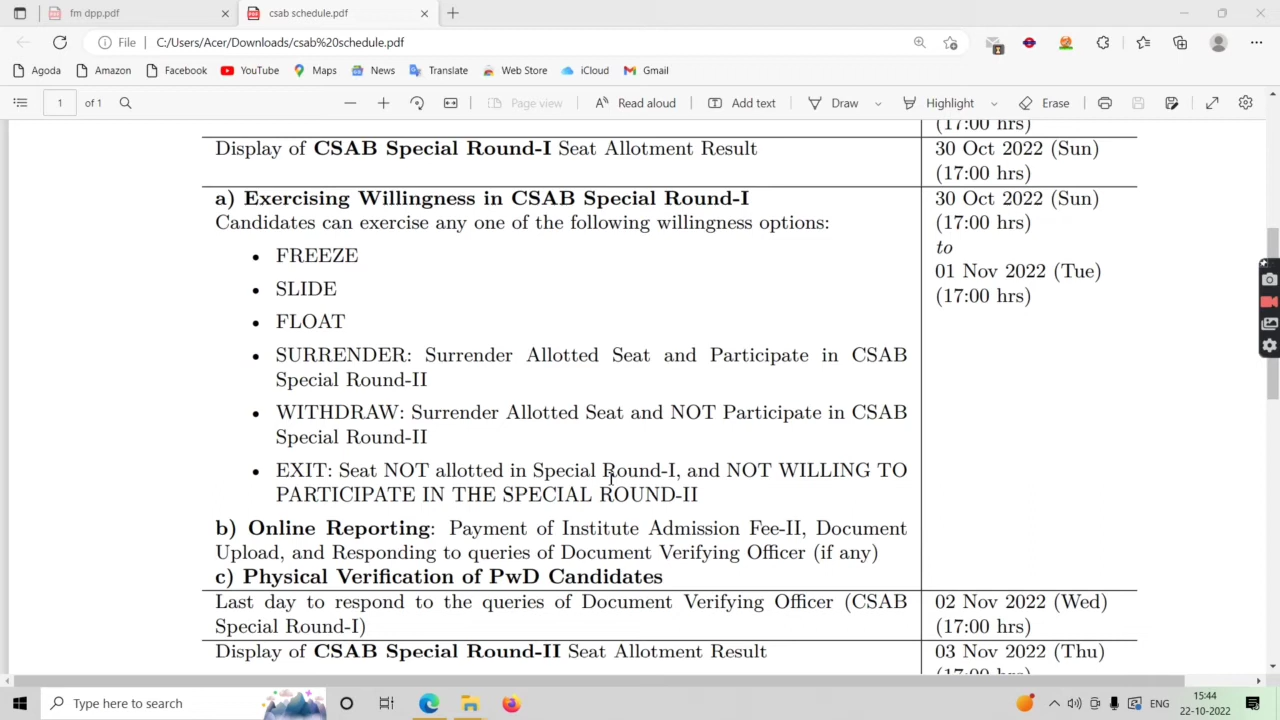 fm dpp.pdf
csab schedule.pdf
File C:/Users/Acer/Downloads/csab%20schedule.pdf
Agoda Amazon Facebook YouTube Maps News Translate Web Store iCloud Gmail
1 of 1 Page view Read aloud Add text Draw Highlight Erase
(17:00 hrs)
Display of CSAB Special Round-I Seat Allotment Result
30 Oct 2022 (Sun)
(17:00 hrs)
a) Exercising Willingness in CSAB Special Round-I
Candidates can exercise any one of the following willingness options:
• FREEZE
• SLIDE
• FLOAT
• SURRENDER: Surrender Allotted Seat and Participate in CSAB
Special Round-II
• WITHDRAW: Surrender Allotted Seat and NOT Participate in CSAB
Special Round-II
• EXIT: Seat NOT allotted in Special Round-I, and NOT WILLING TO
PARTICIPATE IN THE SPECIAL ROUND-II
b) Online Reporting: Payment of Institute Admission Fee-II, Document
Upload, and Responding to queries of Document Verifying Officer (if any)
c) Physical Verification of PwD Candidates
30 Oct 2022 (Sun)
(17:00 hrs)
to
01 Nov 2022 (Tue)
(17:00 hrs)
Last day to respond to the queries of Document Verifying Officer (CSAB
Special Round-I)
02 Nov 2022 (Wed)
(17:00 hrs)
Display of CSAB Special Round-II Seat Allotment Result
03 Nov 2022 (Thu)
(17:00 hrs)
Type here to search
ENG
15:44
22-10-2022